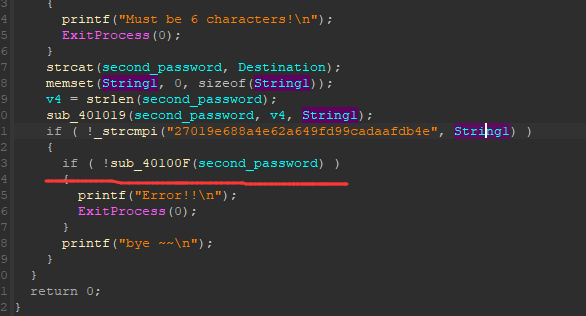 3 {
4 printf("Must be 6 characters!\n");
5 ExitProcess(0);
6 }
7 strcat(second_password, Destination);
8 memset(String1, 0, sizeof(String1));
9 v4 = strlen(second_password);
0 sub_401019(second_password, v4, String1);
1 if ( !_strcmpi("27019e688a4e62a649fd99cadaafdb4e", String1) )
2 {
3 if ( !sub_40100F(second_password) )
4 {
5 printf("Error!!\n");
6 ExitProcess(0);
7 }
8 printf("bye ~~\n");
9 }
0 }
1 return 0;
2 }